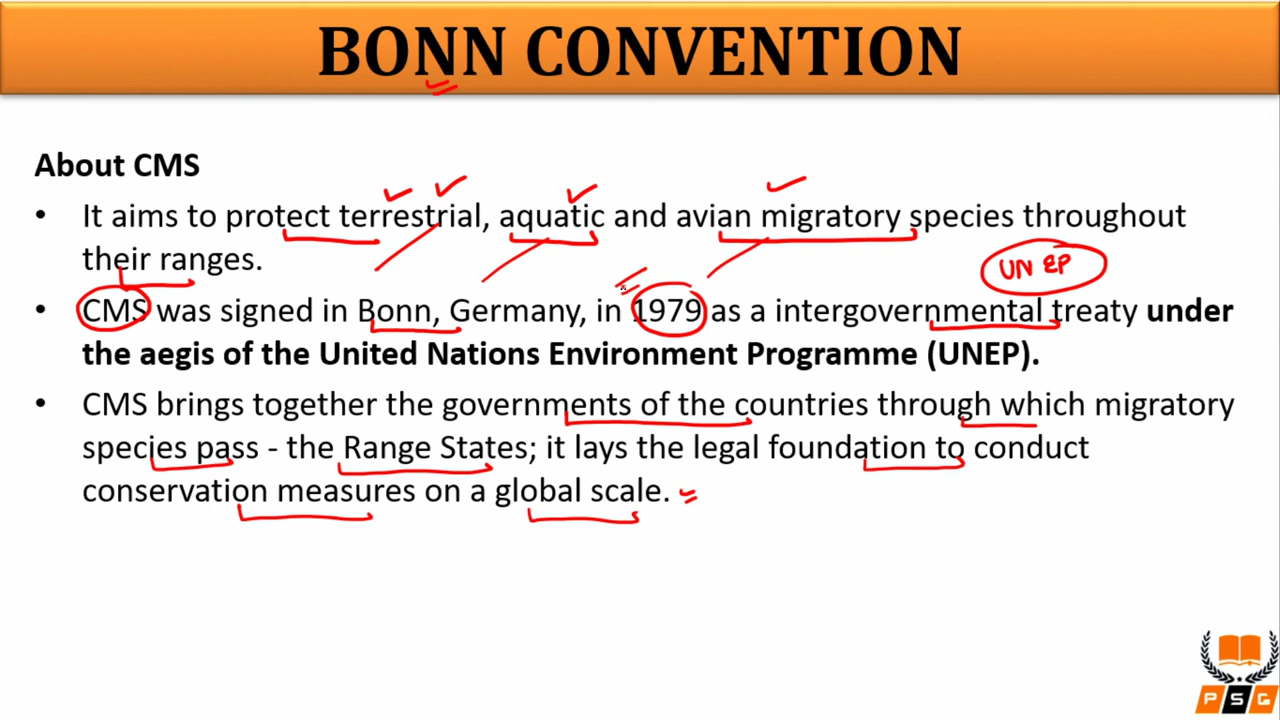 BONN CONVENTION
About CMS
• It aims to protect terrestrial, aquatic and avian migratory species throughout
their ranges.
UNEP
• CMS was signed in Bonn, Germany, in 1979 as a intergovernmental treaty under
the aegis of the United Nations Environment Programme (UNEP).
• CMS brings together the governments of the countries through which migratory
species pass - the Range States; it lays the legal foundation to conduct
conservation measures on a global scale.
PSG